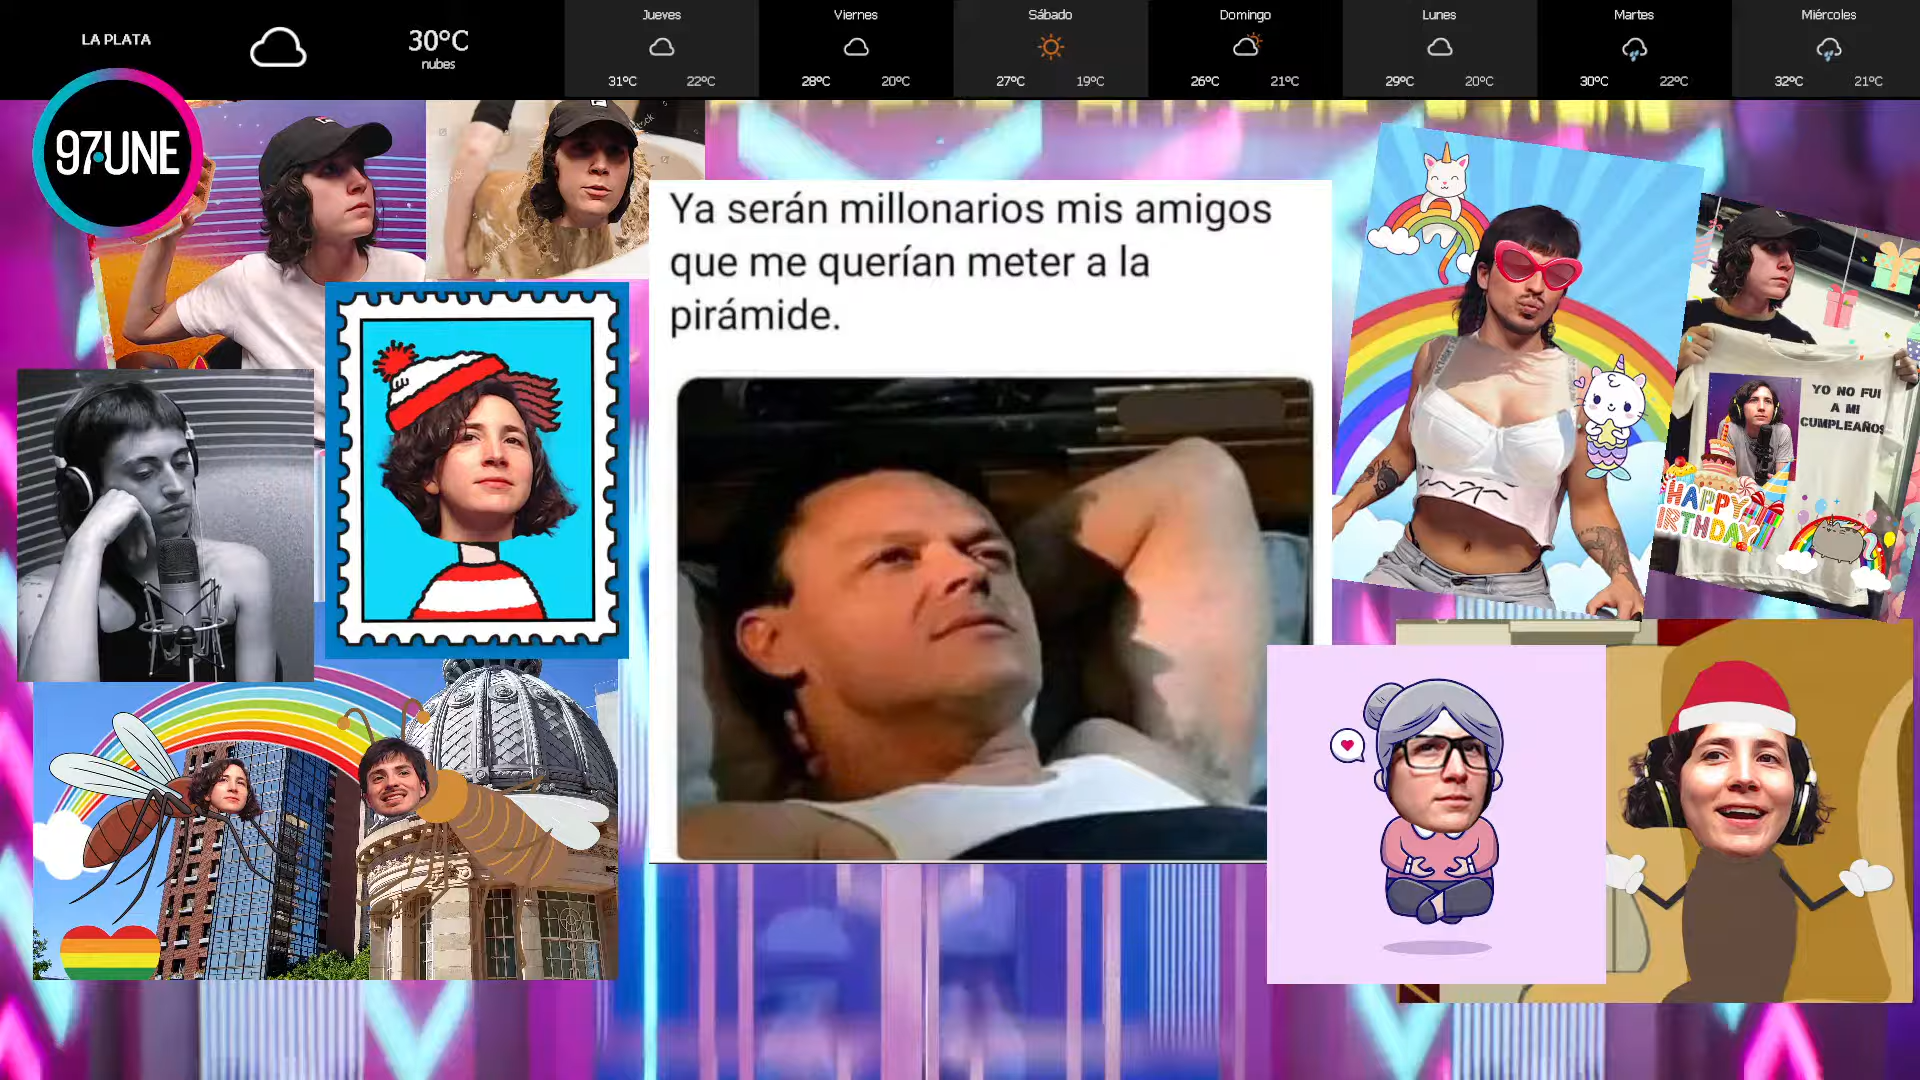 LA PLATA
30°C
nubes
Jueves
31°C 22°C
Viernes
28°C 20°C
Sábado
27°C 19°C
Domingo
26°C 21°C
Lunes
29°C 20°C
Martes
30°C 22°C
Miércoles
32°C 21°C
97UNE
Ya serán millonarios mis amigos
que me querían meter a la
pirámide.
YO NO FUI
A MI
CUMPLEAÑOS
HAPPY
BIRTHDAY